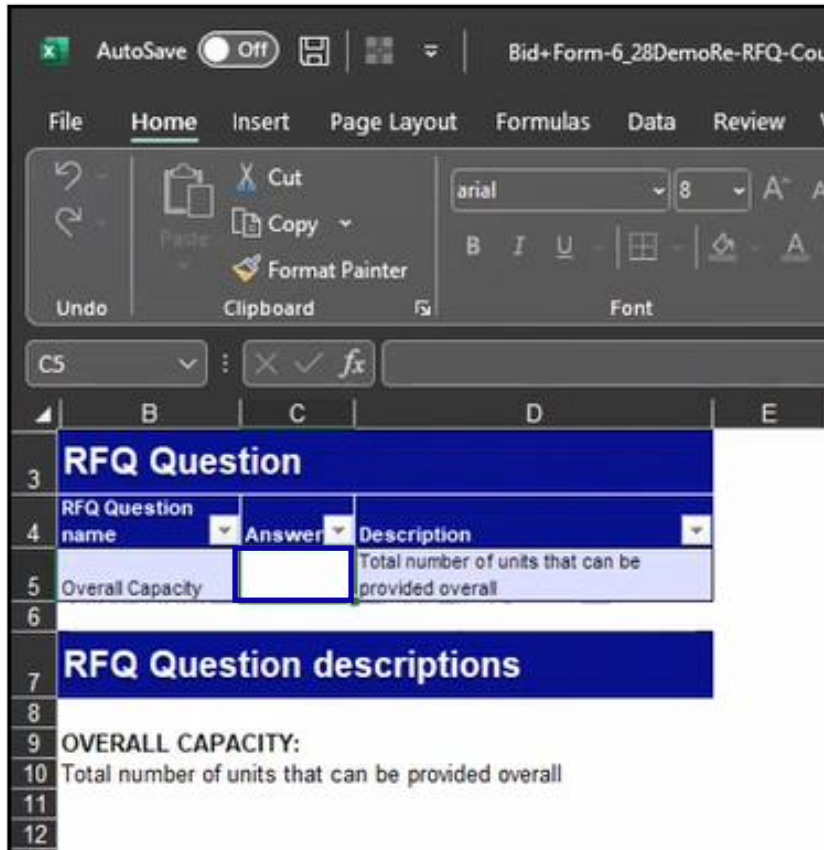 AutoSave Off Bid+Form-6_28DemoRe-RFQ-Cou
File Home Insert Page Layout Formulas Data Review
Cut
arial 8 A A
Paste
Copy
B I U A
Format Painter
Undo Clipboard Font
C5 fx
B C D E
3 RFQ Question
RFQ Question
4 name Answer Description
Total number of units that can be
5 Overall Capacity provided overall
6
7 RFQ Question descriptions
8
9 OVERALL CAPACITY:
10 Total number of units that can be provided overall
11
12